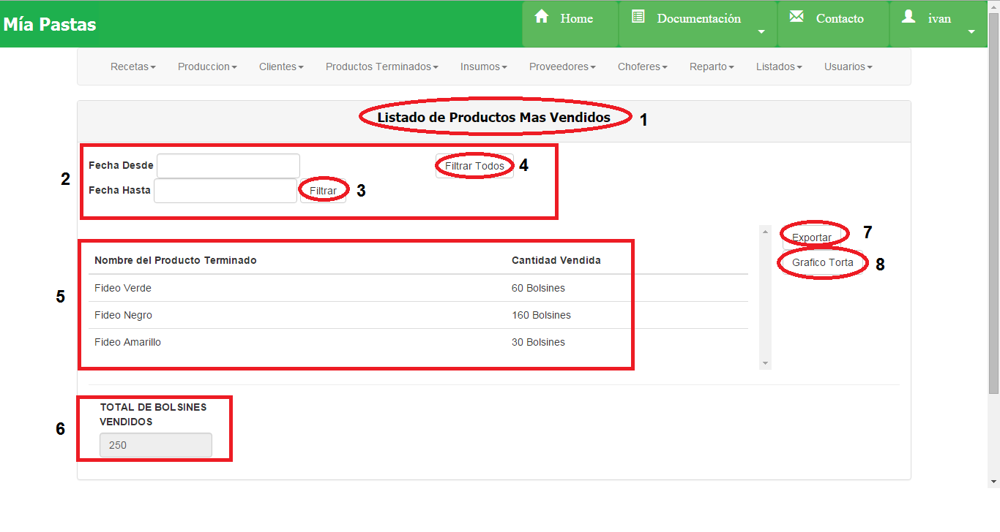 Mía Pastas Home Documentación Contacto ivan
Recetas Produccion Clientes Productos Terminados Insumos Proveedores Choferes Reparto Listados Usuarios
Listado de Productos Mas Vendidos 1
2
Fecha Desde Filtrar Todos 4
Fecha Hasta Filtrar 3
Exportar 7
Grafico Torta 8
5
Nombre del Producto Terminado Cantidad Vendida
Fideo Verde 60 Bolsines
Fideo Negro 160 Bolsines
Fideo Amarillo 30 Bolsines
6
TOTAL DE BOLSINES
VENDIDOS
250